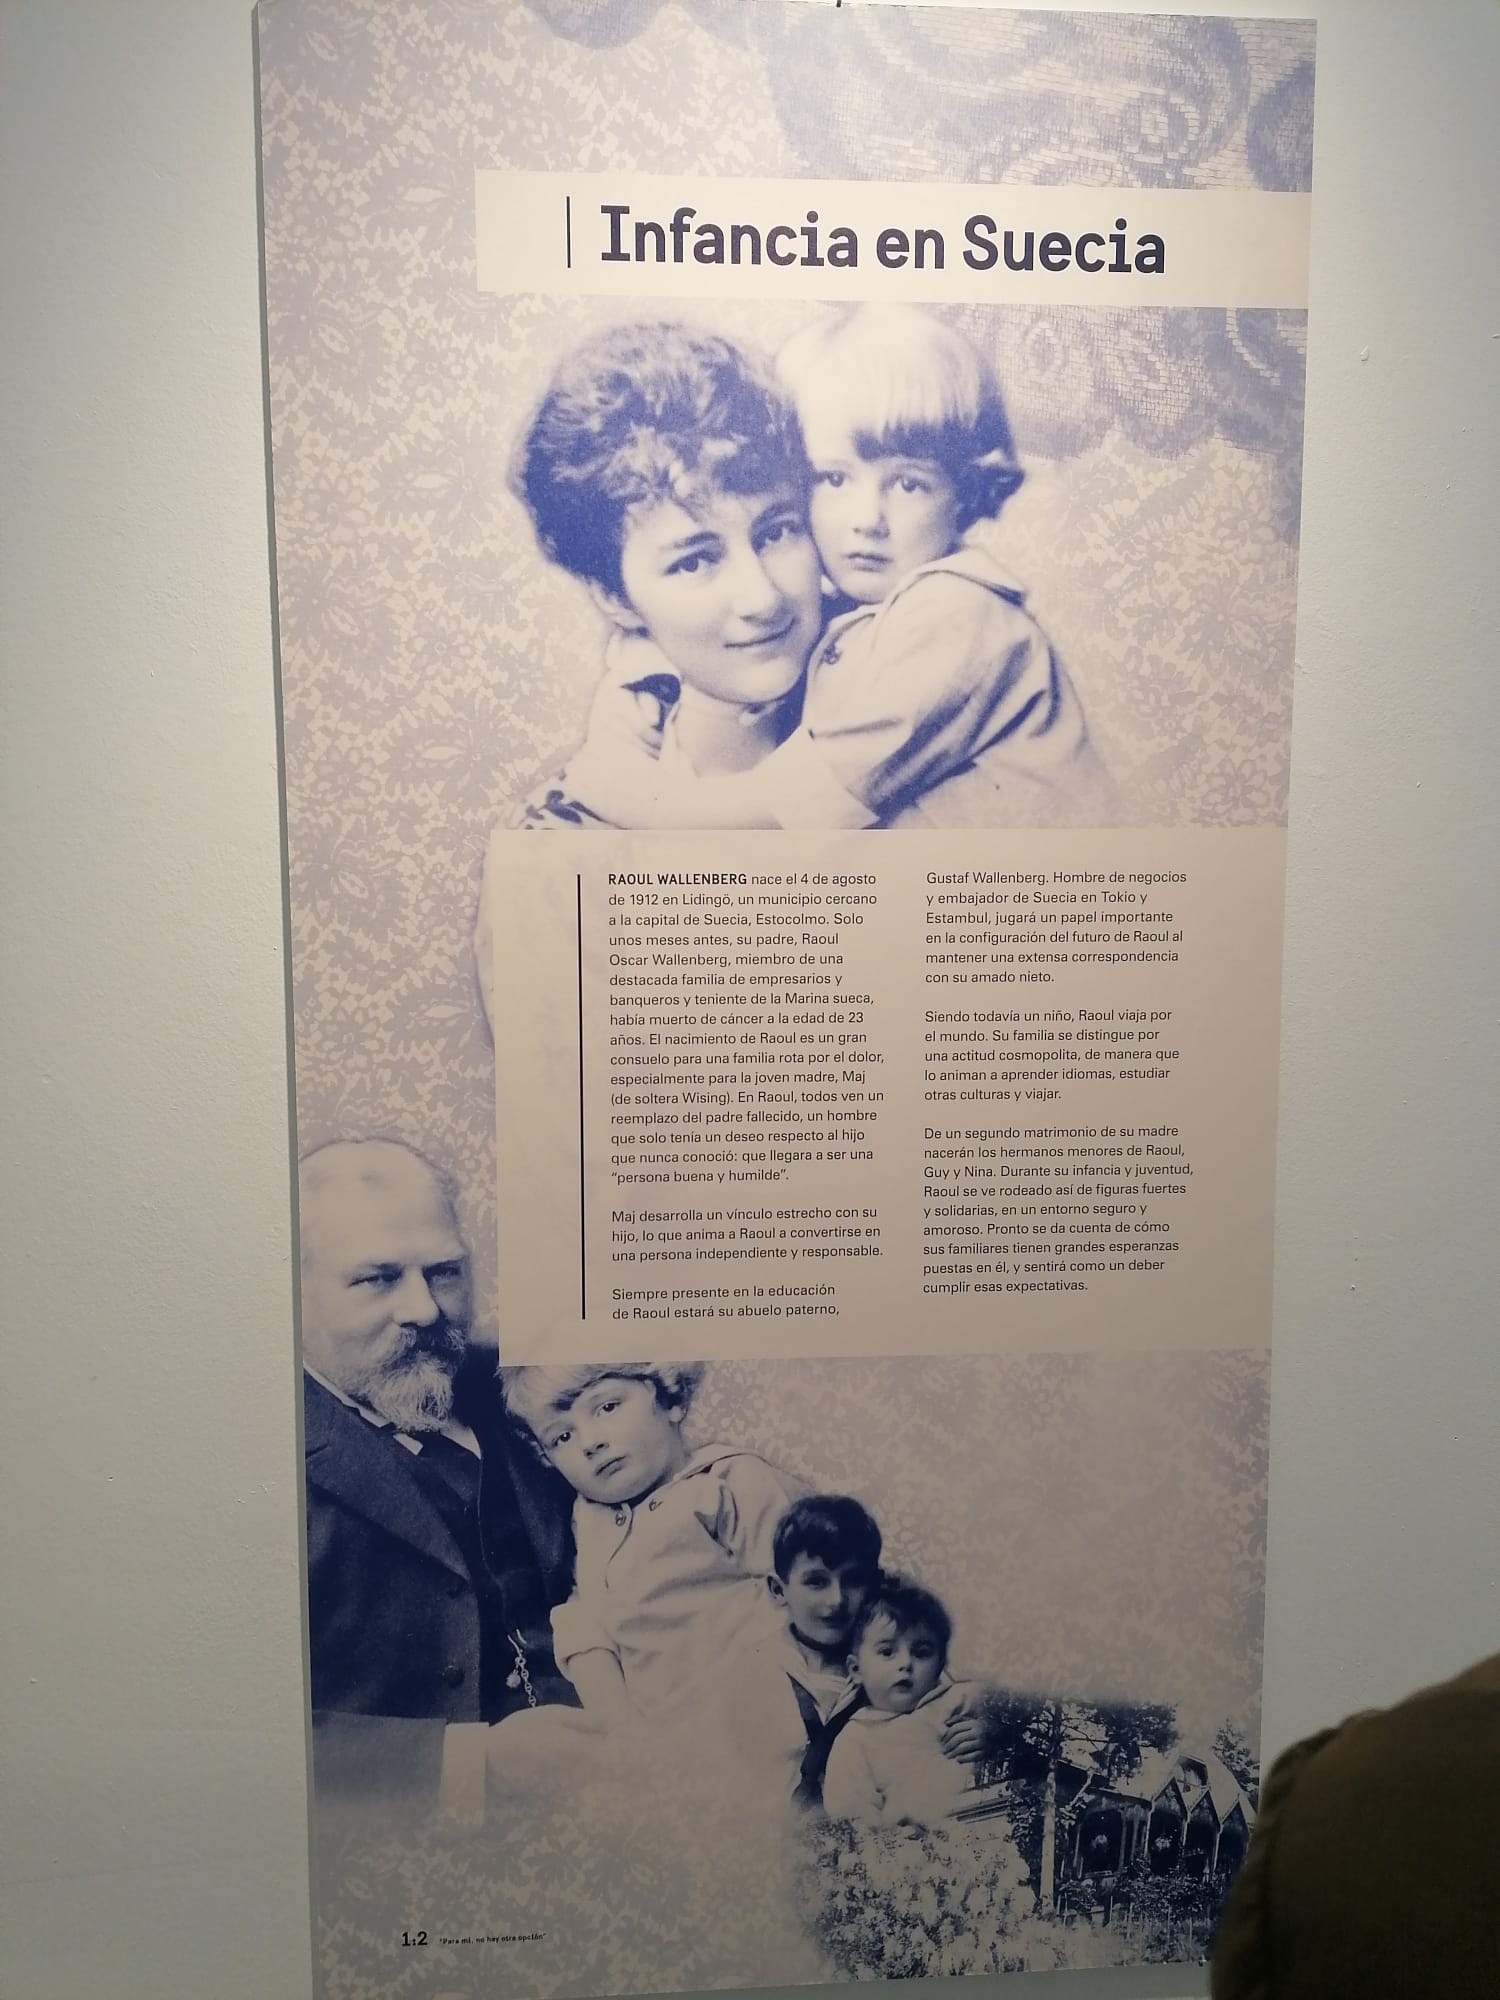 Infancia en Suecia
RAOUL WALLENBERG nace el 4 de agosto
de 1912 en Lidingö, un municipio cercano
a la capital de Suecia, Estocolmo. Solo
unos meses antes, su padre, Raoul
Oscar Wallenberg, miembro de una
destacada familia de empresarios y
banqueros y teniente de la Marina sueca,
había muerto de cáncer a la edad de 23
años. El nacimiento de Raoul es un gran
consuelo para una familia rota por el dolor,
especialmente para la joven madre, Maj
(de soltera Wising). En Raoul, todos ven un
reemplazo del padre fallecido, un hombre
que solo tenía un deseo respecto al hijo
que nunca conoció: que llegara a ser una
“persona buena y humilde”.
Maj desarrolla un vínculo estrecho con su
hijo, lo que anima a Raoul a convertirse en
una persona independiente y responsable.
Siempre presente en la educación
de Raoul estará su abuelo paterno,
Gustaf Wallenberg. Hombre de negocios
y embajador de Suecia en Tokio y
Estambul, jugará un papel importante
en la configuración del futuro de Raoul al
mantener una extensa correspondencia
con su amado nieto.
Siendo todavía un niño, Raoul viaja por
el mundo. Su familia se distingue por
una actitud cosmopolita, de manera que
lo animan a aprender idiomas, estudiar
otras culturas y viajar.
De un segundo matrimonio de su madre
nacerán los hermanos menores de Raoul,
Guy y Nina. Durante su infancia y juventud,
Raoul se ve rodeado así de figuras fuertes
y solidarias, en un entorno seguro y
amoroso. Pronto se da cuenta de cómo
sus familiares tienen grandes esperanzas
puestas en él, y sentirá como un deber
cumplir esas expectativas.
1:2 “Para mí, no hay otra opción”